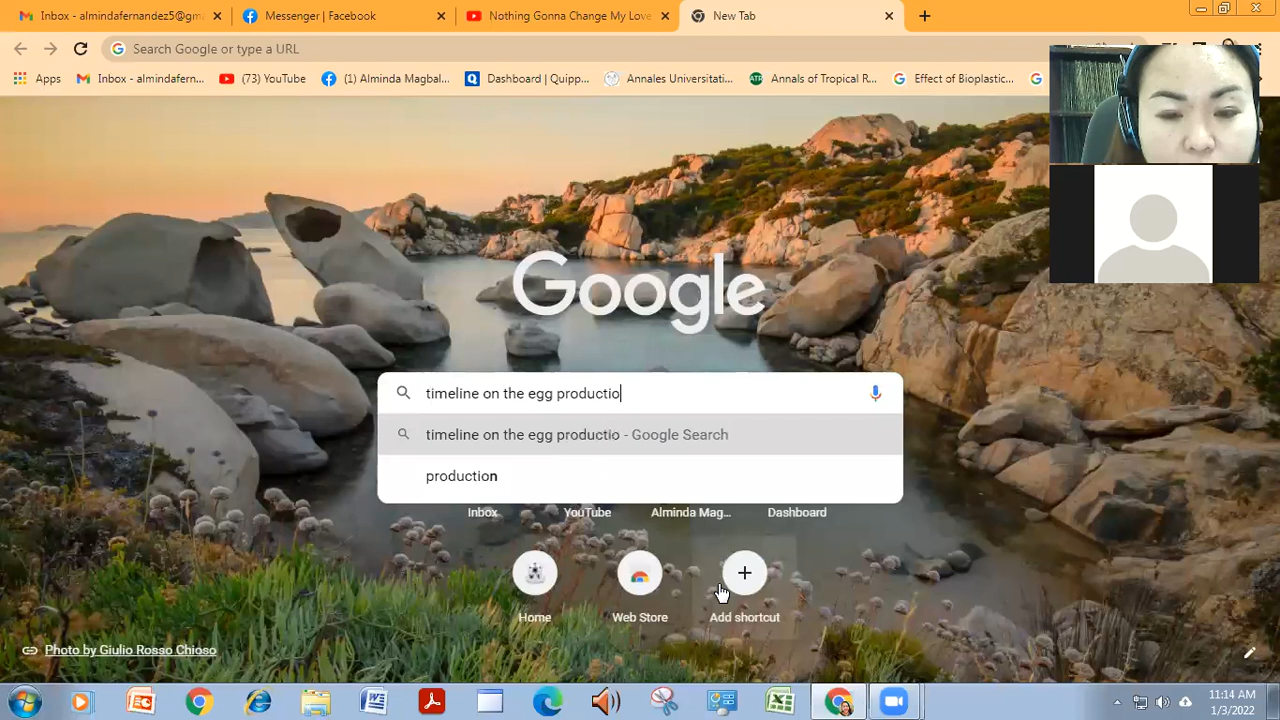 Inbox - almindafernandez5@gm
Messenger | Facebook
Nothing Gonna Change My Love
New Tab
Search Google or type a URL
Apps
Inbox - almindafern...
(73) YouTube
(1) Alminda Magbal...
Dashboard | Quipp...
Annales Universitati...
Annals of Tropical R...
Effect of Bioplastic...
Google
timeline on the egg productio
timeline on the egg productio - Google Search
production
Inbox
YouTube
Alminda Mag...
Dashboard
Home
Web Store
Add shortcut
Photo by Giulio Rosso Chioso
11:14 AM
1/3/2022